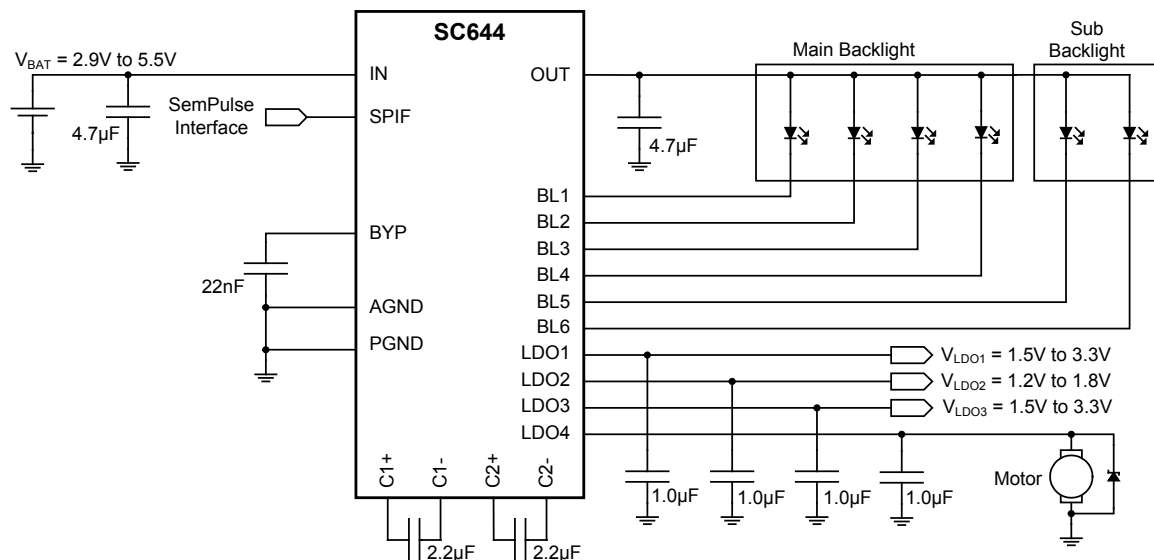 SC644
V_BAT = 2.9V to 5.5V
4.7µF
SemPulse
Interface
IN
SPIF
BYP
22nF
AGND
PGND
C1+
C1-
C2+
C2-
2.2µF
2.2µF
OUT
4.7µF
Main Backlight
Sub
Backlight
BL1
BL2
BL3
BL4
BL5
BL6
LDO1
V_LDO1 = 1.5V to 3.3V
LDO2
V_LDO2 = 1.2V to 1.8V
LDO3
V_LDO3 = 1.5V to 3.3V
LDO4
1.0µF
1.0µF
1.0µF
1.0µF
Motor